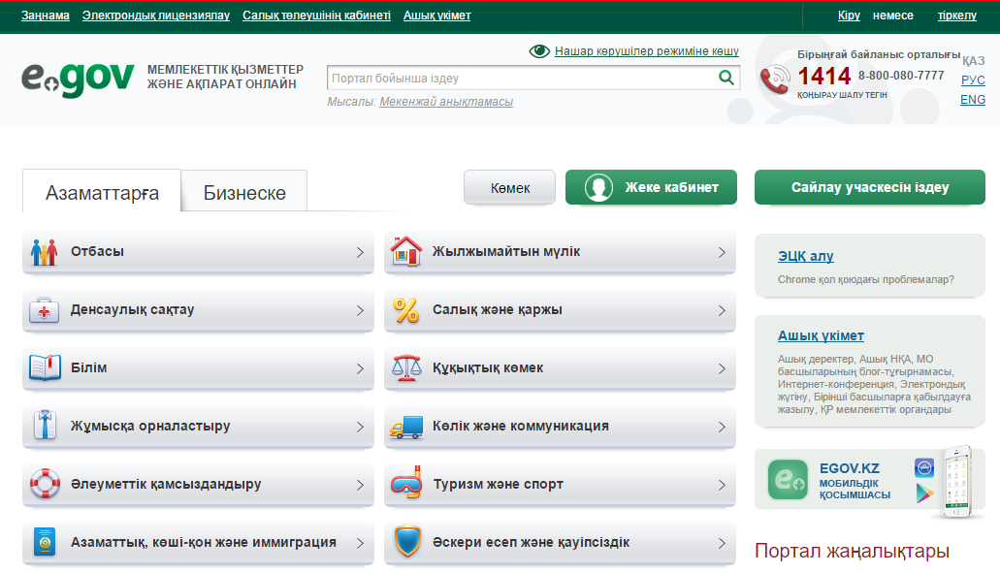 Заңнама Электрондық лицензиялау Салық төлеушінің кабинеті Ашық үкімет Кіру немесе тіркелу
e gov
МЕМЛЕКЕТТІК ҚЫЗМЕТТЕР
ЖӘНЕ АҚПАРАТ ОНЛАЙН
Нашар көрушілер режиміне көшу
Портал бойынша іздеу
Мысалы: Мекенжай анықтамасы
Бірыңғай байланыс орталығы
1414 8-800-080-7777
ҚОҢЫРАУ ШАЛУ ТЕГІН
ҚАЗ
РУС
ENG
Азаматтарға Бизнеске Көмек Жеке кабинет Сайлау учаскесін іздеу
Отбасы Жылжымайтын мүлік
Денсаулық сақтау Салық және қаржы
Білім Құқықтық көмек
Жұмысқа орналастыру Көлік және коммуникация
Әлеуметтік қамсыздандыру Туризм және спорт
Азаматтық, көші-қон және иммиграция Әскери есеп және қауіпсіздік
ЭЦҚ алу
Chrome қол қоюдағы проблемалар?
Ашық үкімет
Ашық деректер, Ашық НҚА, МО
басшыларының блог-тұғырнамасы,
Интернет-конференция, Электрондық
жүгіну, Бірінші басшыларға қабылдауға
жазылу, ҚР мемлекеттік органдары
EGOV.KZ
МОБИЛЬДІК
ҚОСЫМШАСЫ
Портал жаңалықтары